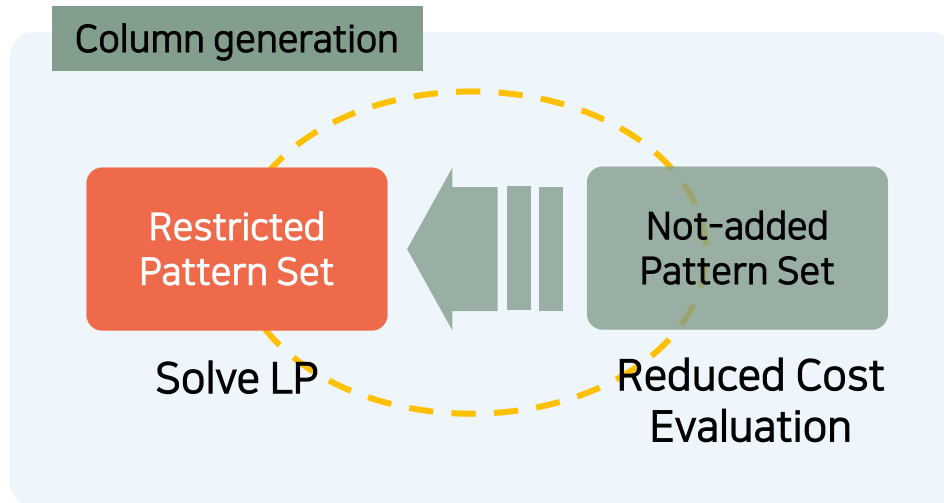 Column generation
Restricted
Pattern Set
Not-added
Pattern Set
Solve LP
Reduced Cost
Evaluation